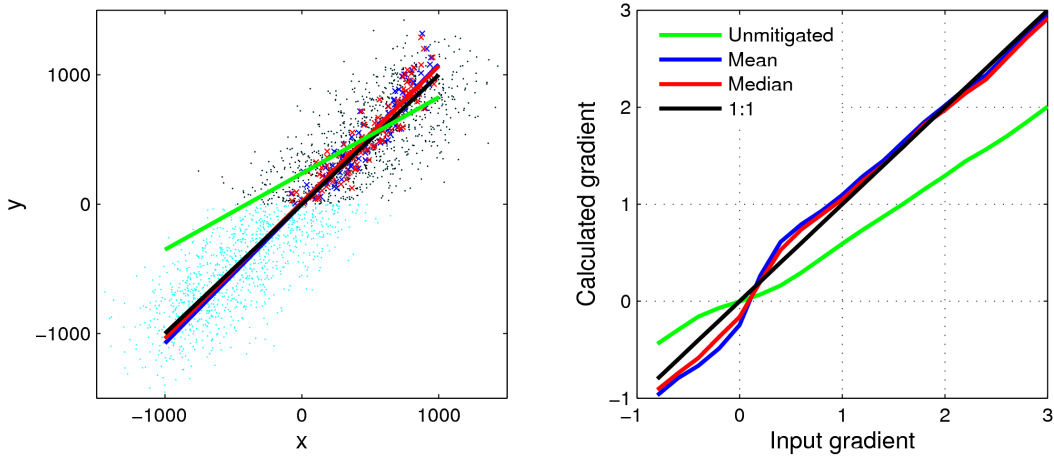 1000
0
−1000
y
−1000
0
1000
x
3
2
1
0
−1
Calculated gradient
Unmitigated
Mean
Median
1:1
−1
0
1
2
3
Input gradient